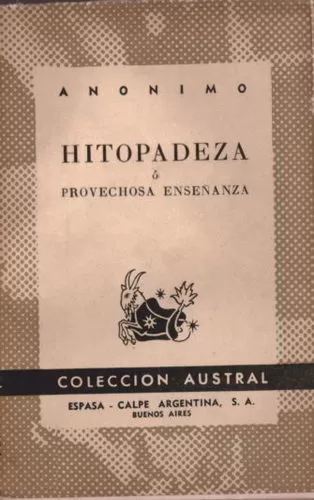 ANONIMO
HITOPADEZA
ó
PROVECHOSA ENSEÑANZA
COLECCION AUSTRAL
ESPASA - CALPE ARGENTINA, S. A.
BUENOS AIRES